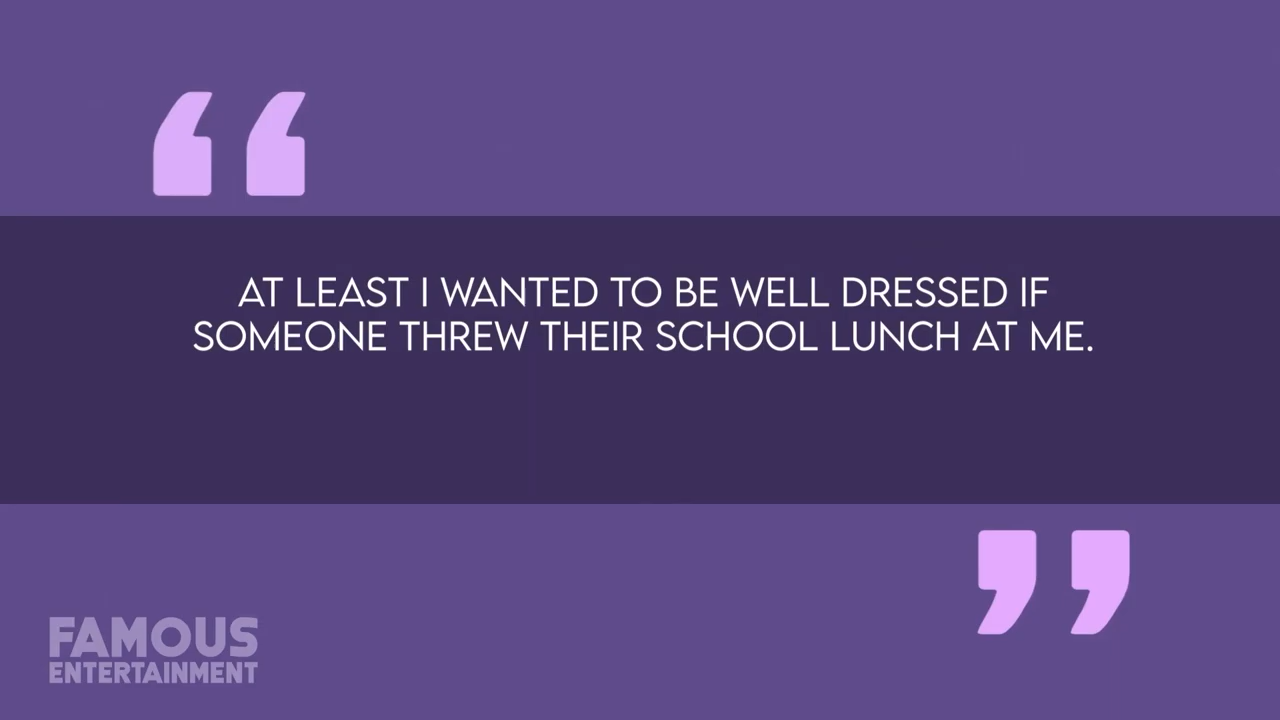 AT LEAST I WANTED TO BE WELL DRESSED IF
SOMEONE THREW THEIR SCHOOL LUNCH AT ME.
FAMOUS
ENTERTAINMENT